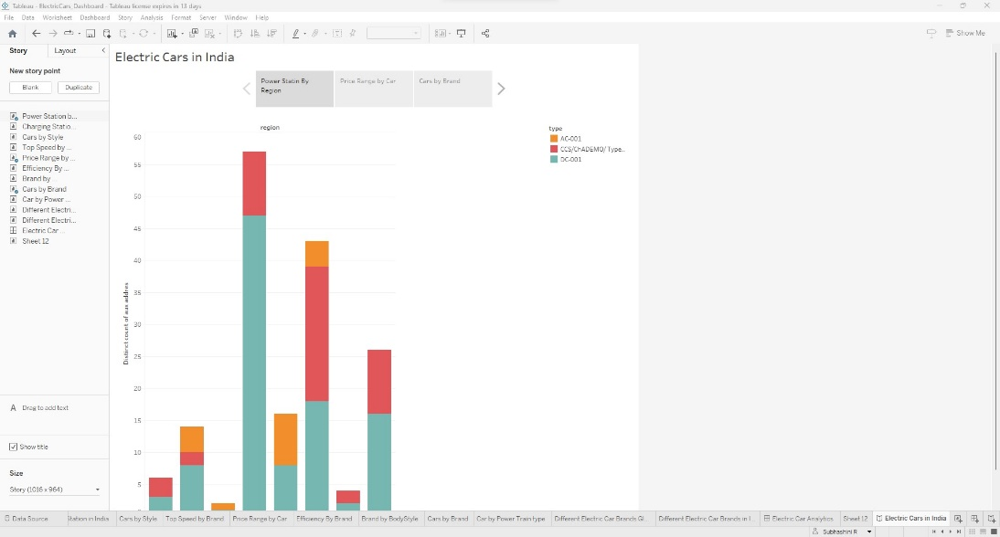 Tableau - ElectricCars_Dashboard - Tableau license expires in 13 days
File Data Worksheet Dashboard Story Analysis Format Server Window Help
Show Me
Story Layout
New story point
Blank Duplicate
Power Station b...
Charging Statio...
Cars by Style
Top Speed by ...
Price Range by ...
Efficiency By ...
Brand by ...
Cars by Brand
Car by Power ...
Different Electri...
Different Electri...
Electric Car ...
Sheet 12
A Drag to add text
Show title
Size
Story (1016 x 964)
Electric Cars in India
Power Statin By
Region
Price Range by Car
Cars by Brand
region
60
55
50
45
40
35
30
25
20
15
10
5
Distinct count of aux addres
type
AC-001
CCS/CHADEMO/ Type..
DC-001
Data Source Station in India Cars by Style Top Speed by Brand Price Range by Car Efficiency By Brand Brand by BodyStyle Cars by Brand Car by Power Train type Different Electric Car Brands Gl... Different Electric Car Brands in I... Electric Car Analytics Sheet 12 Electric Cars in India
Subhashini R